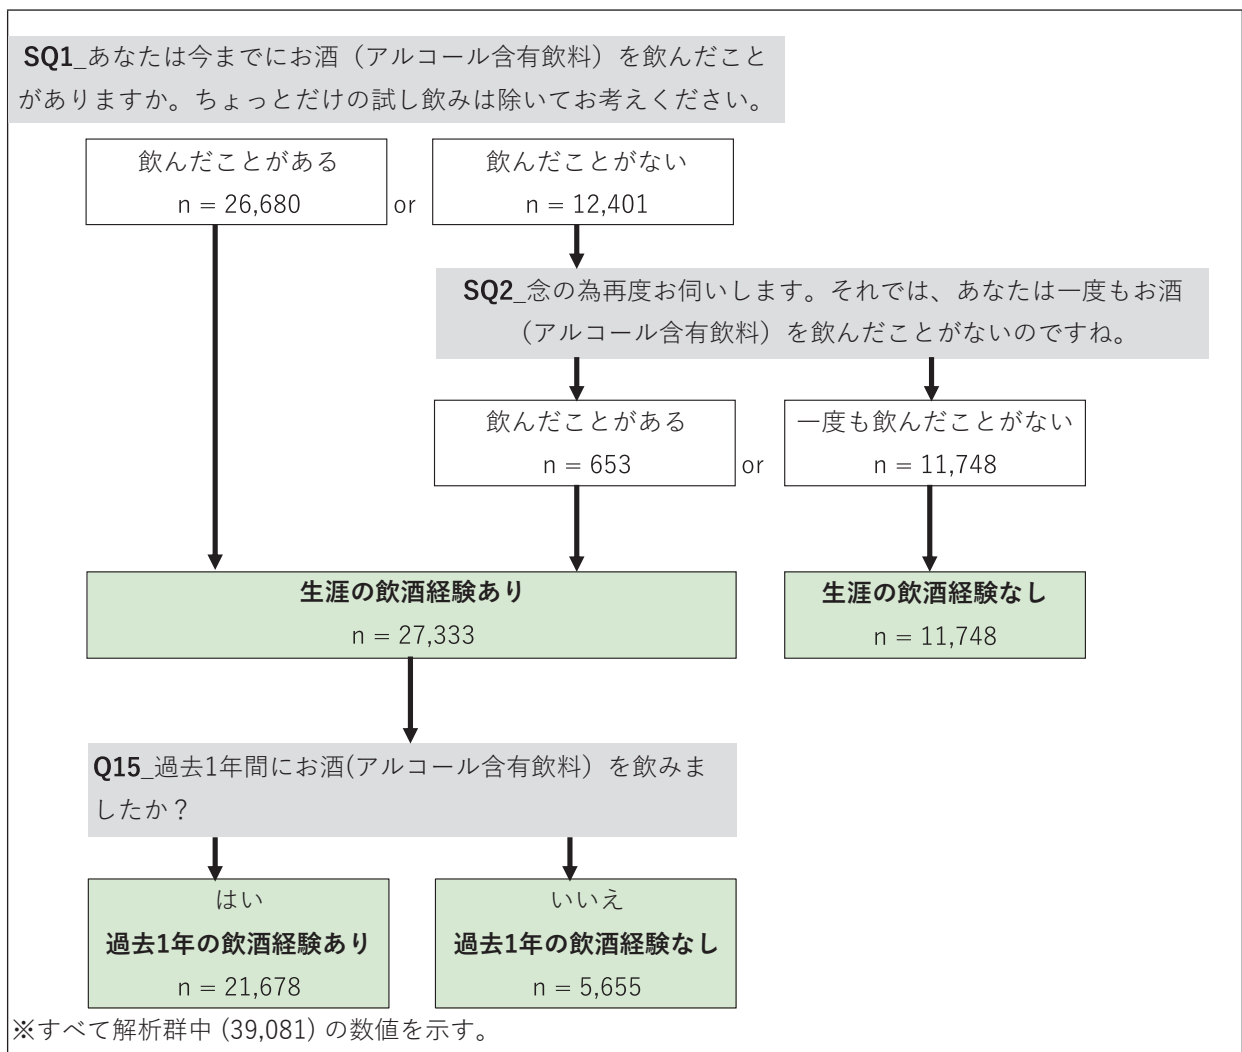 SQ1_あなたは今までにお酒（アルコール含有飲料）を飲んだこと
がありますか。ちょっとだけの試し飲みは除いてお考えください。
飲んだことがある
n = 26,680
or
飲んだことがない
n = 12,401
SQ2_念の為再度お伺いします。それでは、あなたは一度もお酒
（アルコール含有飲料）を飲んだことがないのですね。
飲んだことがある
n = 653
or
一度も飲んだことがない
n = 11,748
生涯の飲酒経験あり
n = 27,333
生涯の飲酒経験なし
n = 11,748
Q15_過去1年間にお酒(アルコール含有飲料）を飲みま
したか？
はい
過去1年の飲酒経験あり
n = 21,678
いいえ
過去1年の飲酒経験なし
n = 5,655
※すべて解析群中 (39,081) の数値を示す。